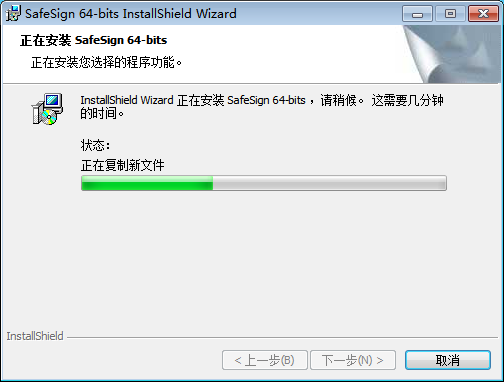 SafeSign 64-bits InstallShield Wizard
正在安装 SafeSign 64-bits
正在安装您选择的程序功能。
InstallShield Wizard 正在安装 SafeSign 64-bits ，请稍候。 这需要几分钟
的时间。
状态：
正在复制新文件
InstallShield
< 上一步(B) 下一步(N) > 取消